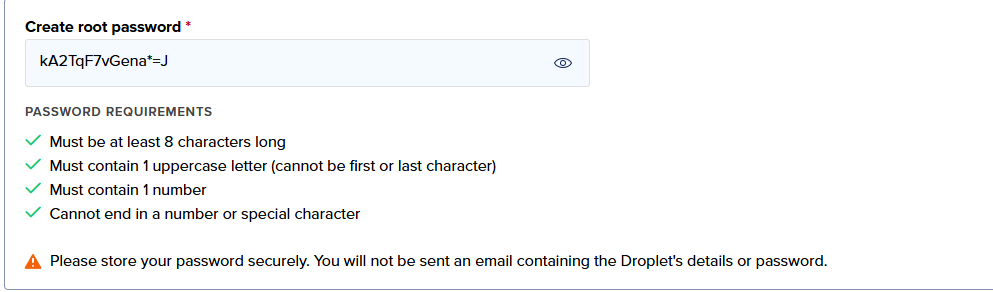 Create root password *
kA2TqF7vGena*=J
PASSWORD REQUIREMENTS
Must be at least 8 characters long
Must contain 1 uppercase letter (cannot be first or last character)
Must contain 1 number
Cannot end in a number or special character
Please store your password securely. You will not be sent an email containing the Droplet's details or password.